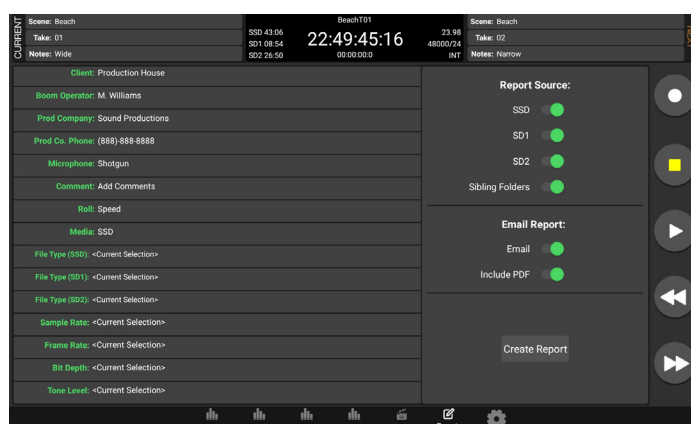 CURRENT
Scene: Beach
Take: 01
Notes: Wide
SSD 43:06
SD1 08:54
SD2 26:50
BeachT01
22:49:45:16
00:00:00:0
23.98
48000/24
INT
Scene: Beach
Take: 02
Notes: Narrow
Client: Production House
Boom Operator: M. Williams
Prod Company: Sound Productions
Prod Co. Phone: (888)-888-8888
Microphone: Shotgun
Comment: Add Comments
Roll: Speed
Media: SSD
File Type (SSD): <Current Selection>
File Type (SD1): <Current Selection>
File Type (SD2): <Current Selection>
Sample Rate: <Current Selection>
Frame Rate: <Current Selection>
Bit Depth: <Current Selection>
Tone Level: <Current Selection>
Report Source:
SSD
SD1
SD2
Sibling Folders
Email Report:
Email
Include PDF
Create Report